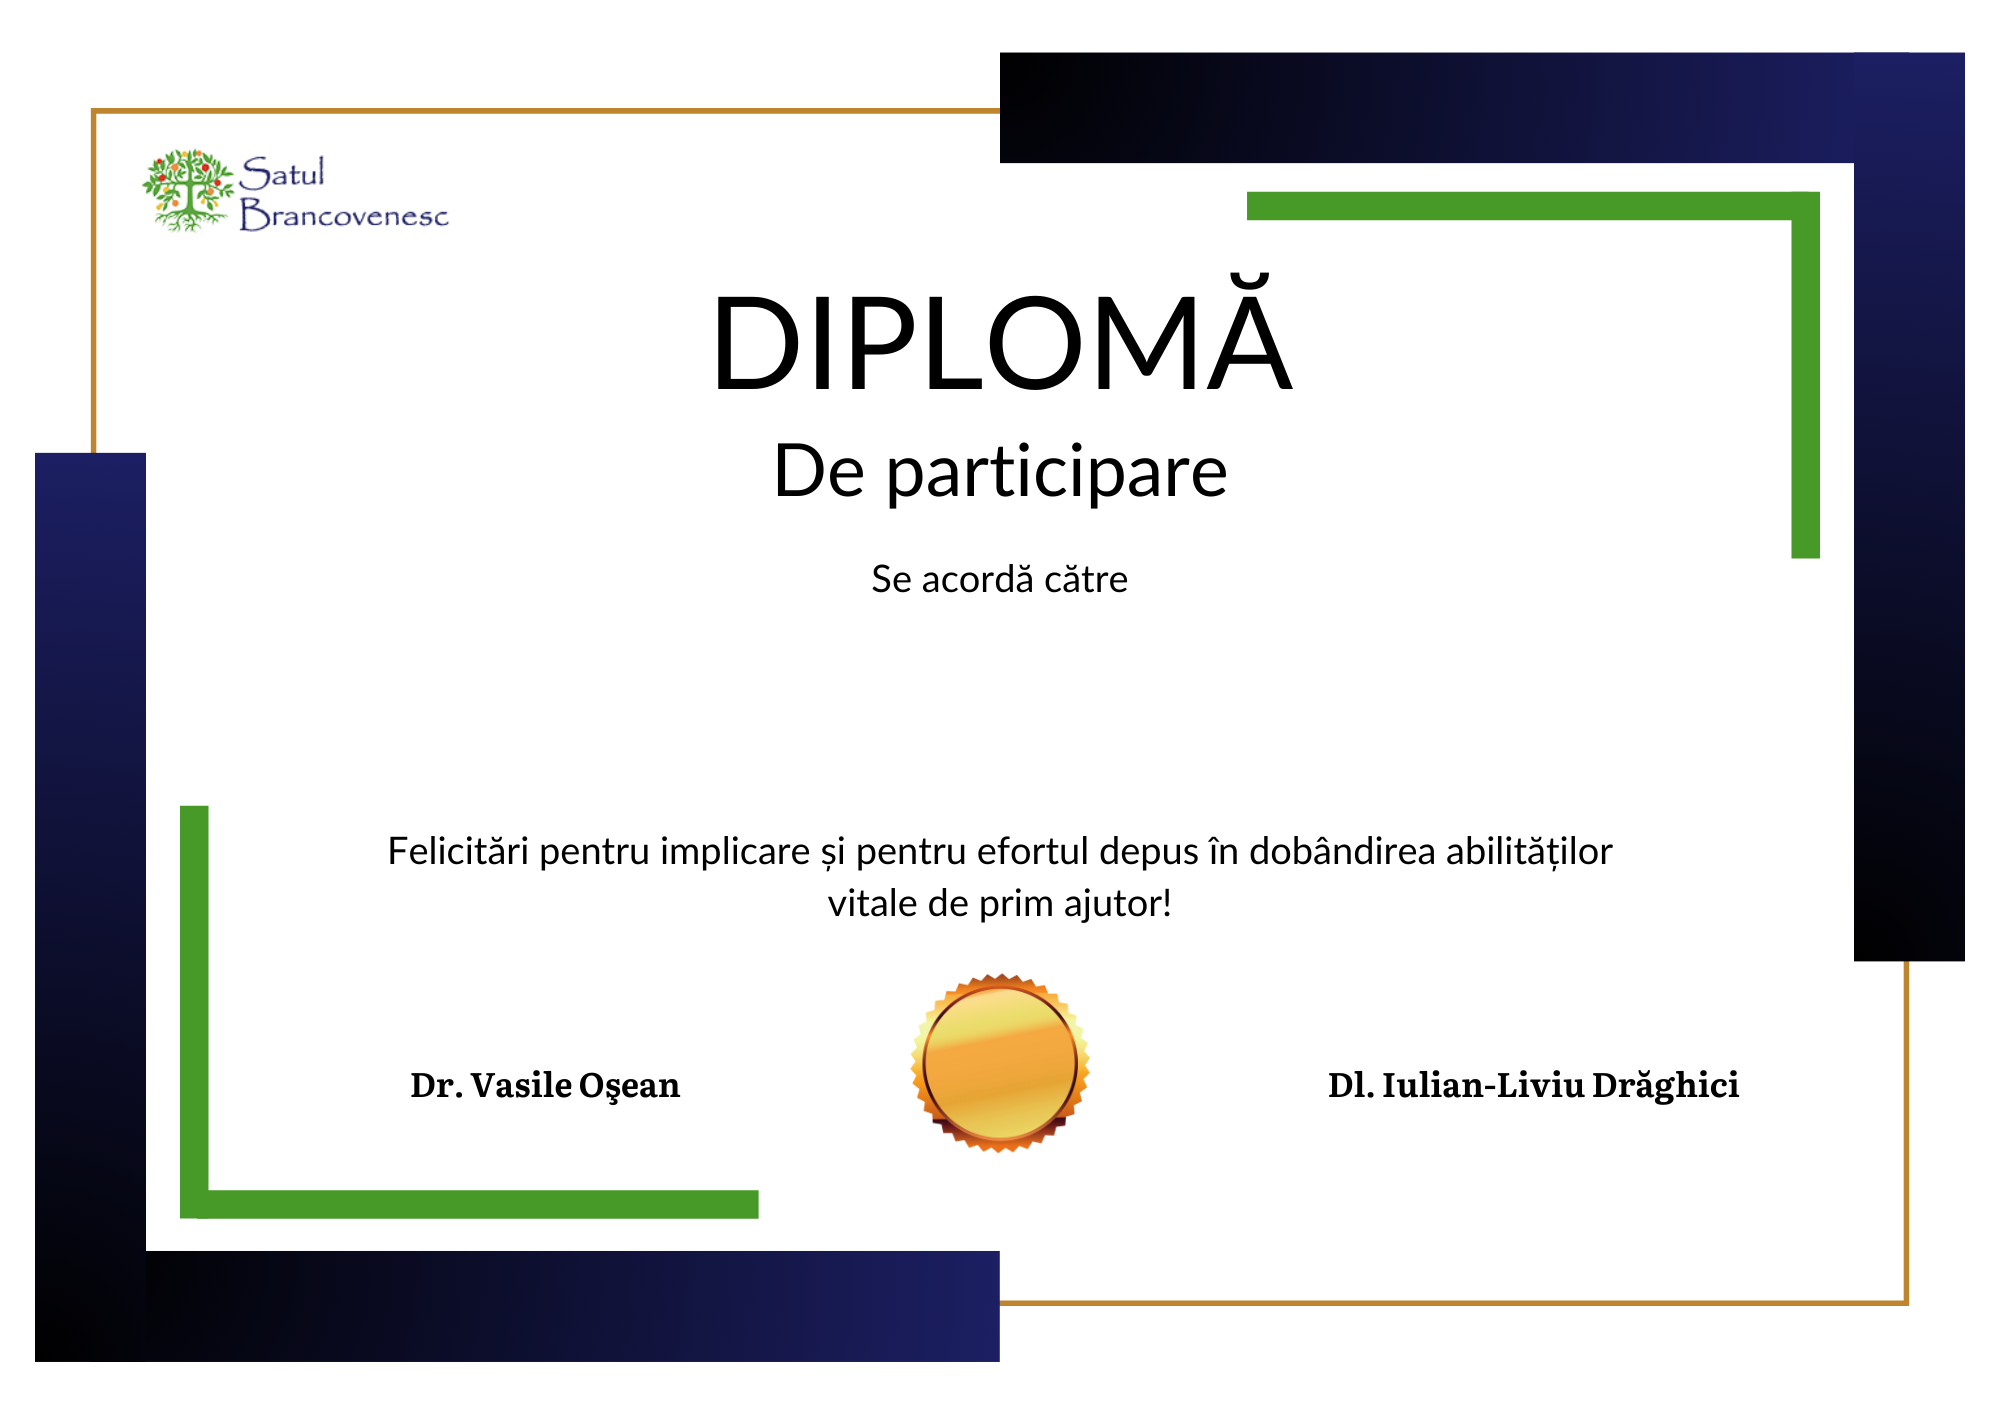 Satul
Brancovenesc
DIPLOMĂ
De participare
Se acordă către
Felicitări pentru implicare și pentru efortul depus în dobândirea abilităților
vitale de prim ajutor!
Dr. Vasile Oşean
Dl. Iulian-Liviu Drăghici